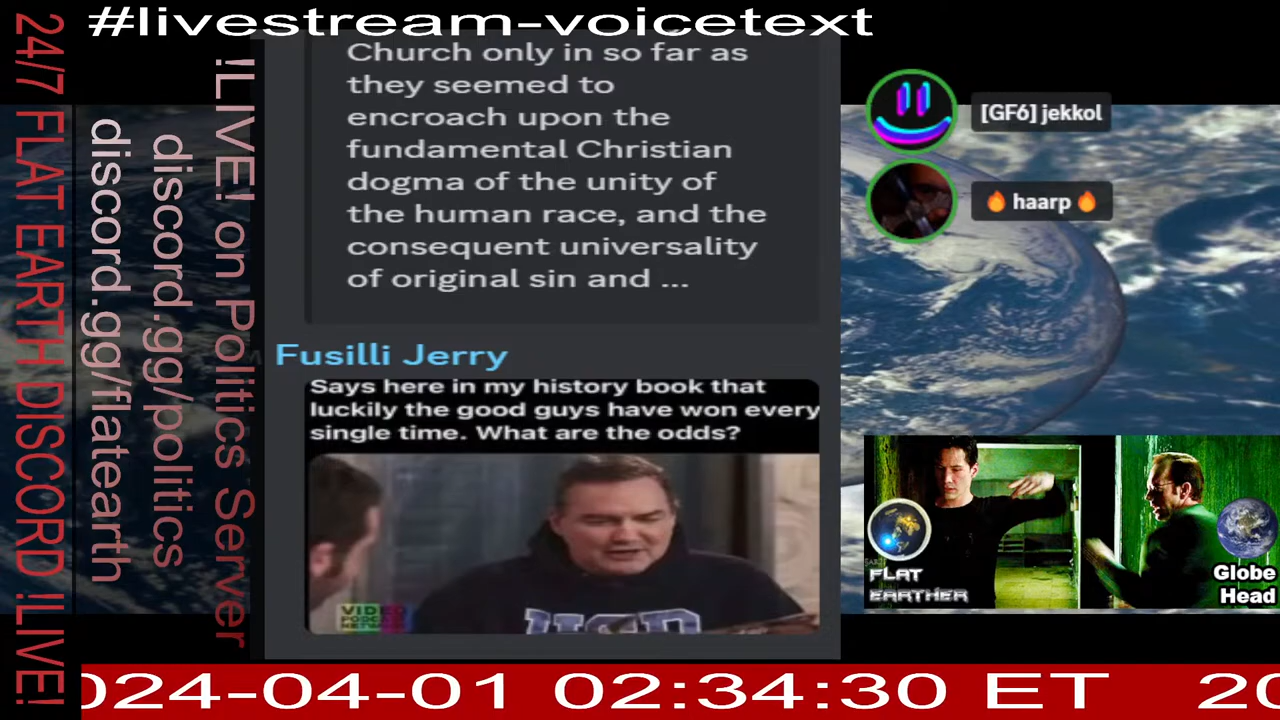 #livestream-voicetext
24/7 FLAT EARTH DISCORD !LIVE!
discord.gg/flatearth
discord.gg/politics
!LIVE! on Politics Server
Church only in so far as
they seemed to
encroach upon the
fundamental Christian
dogma of the unity of
the human race, and the
consequent universality
of original sin and ...
Fusilli Jerry
Says here in my history book that
luckily the good guys have won every
single time. What are the odds?
VIDEO
PODCAST
NETWORK
[GF6] jekkol
🔥 haarp 🔥
FLAT
EARTHER
Globe
Head
024-04-01 02:34:30 ET 20